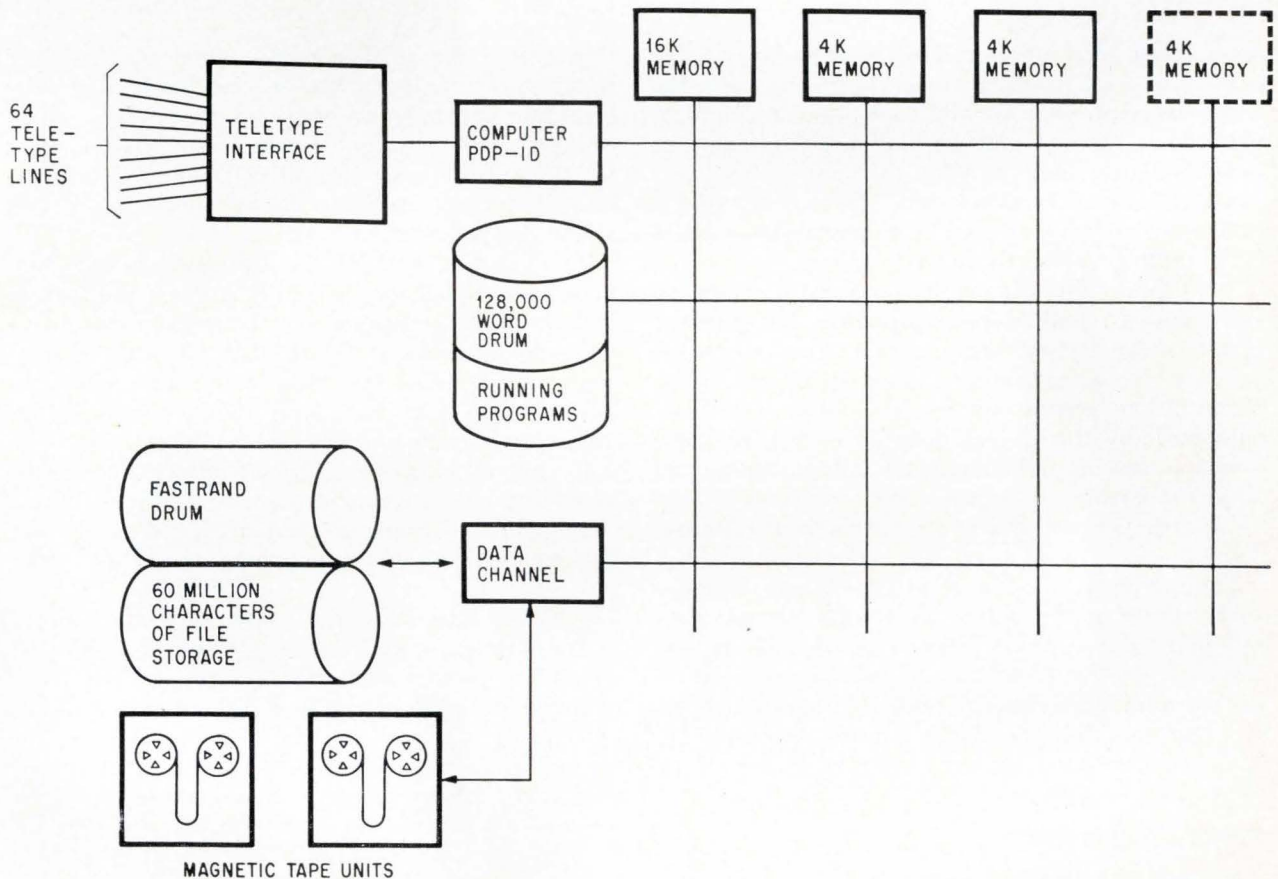 16K
MEMORY
4K
MEMORY
4K
MEMORY
4K
MEMORY
64
TELE-
TYPE
LINES
TELETYPE
INTERFACE
COMPUTER
PDP-1D
128,000
WORD
DRUM
RUNNING
PROGRAMS
FASTRAND
DRUM
60 MILLION
CHARACTERS
OF FILE
STORAGE
DATA
CHANNEL
MAGNETIC TAPE UNITS